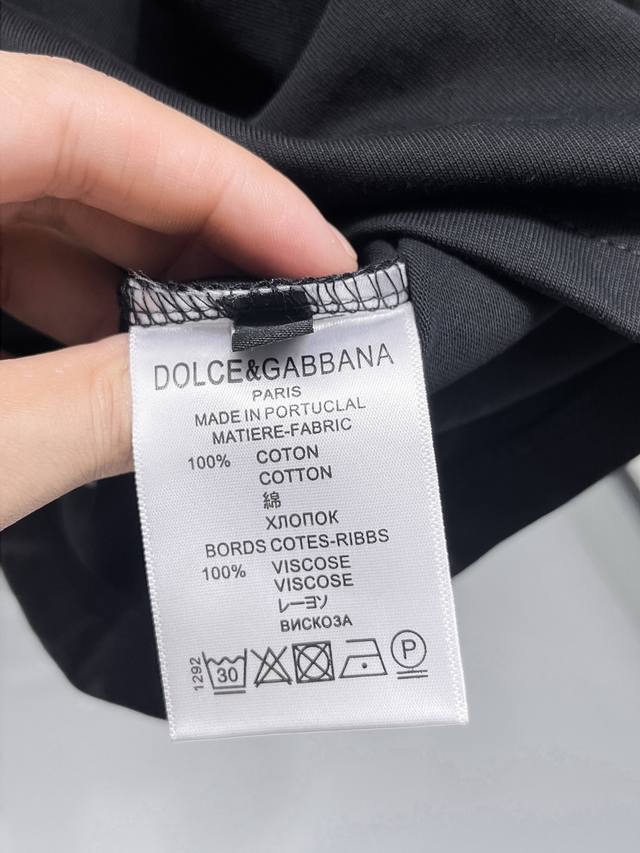 DOLCE&GABBANA
PARIS
MADE IN PORTUCLAL
MATIERE-FABRIC
100% COTON
COTTON
綿
ХЛОПОК
BORDS COTES-RIBBS
100% VISCOSE
VISCOSE
レーヨン
ВИСКОЗА
1292 30 P